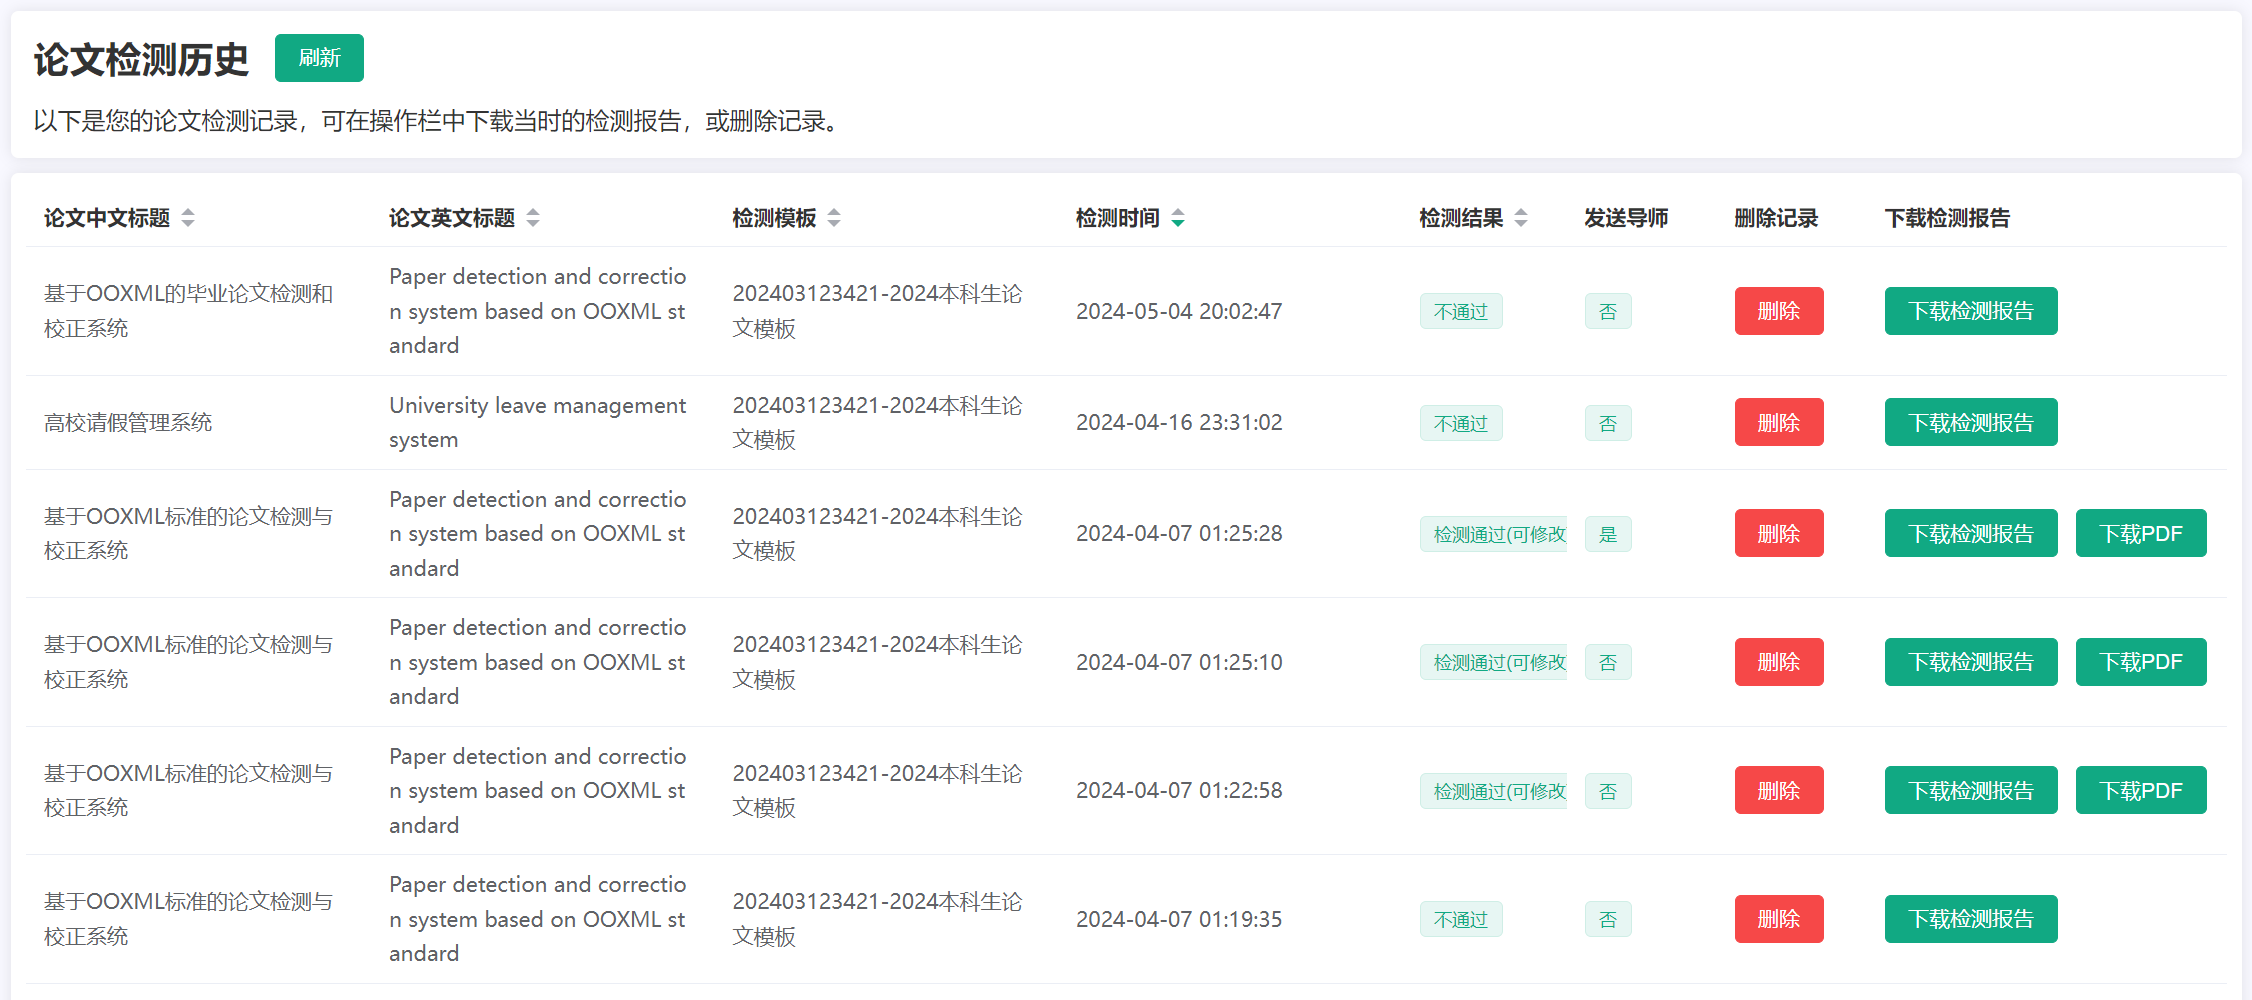 论文检测历史 刷新
以下是您的论文检测记录，可在操作栏中下载当时的检测报告，或删除记录。
论文中文标题 论文英文标题 检测模板 检测时间 检测结果 发送导师 删除记录 下载检测报告
基于OOXML的毕业论文检测和
校正系统
Paper detection and correctio
n system based on OOXML st
andard
202403123421-2024本科生论
文模板
2024-05-04 20:02:47
不通过
否
删除
下载检测报告
高校请假管理系统
University leave management
system
202403123421-2024本科生论
文模板
2024-04-16 23:31:02
不通过
否
删除
下载检测报告
基于OOXML标准的论文检测与
校正系统
Paper detection and correctio
n system based on OOXML st
andard
202403123421-2024本科生论
文模板
2024-04-07 01:25:28
检测通过(可修改
是
删除
下载检测报告
下载PDF
基于OOXML标准的论文检测与
校正系统
Paper detection and correctio
n system based on OOXML st
andard
202403123421-2024本科生论
文模板
2024-04-07 01:25:10
检测通过(可修改
否
删除
下载检测报告
下载PDF
基于OOXML标准的论文检测与
校正系统
Paper detection and correctio
n system based on OOXML st
andard
202403123421-2024本科生论
文模板
2024-04-07 01:22:58
检测通过(可修改
否
删除
下载检测报告
下载PDF
基于OOXML标准的论文检测与
校正系统
Paper detection and correctio
n system based on OOXML st
andard
202403123421-2024本科生论
文模板
2024-04-07 01:19:35
不通过
否
删除
下载检测报告